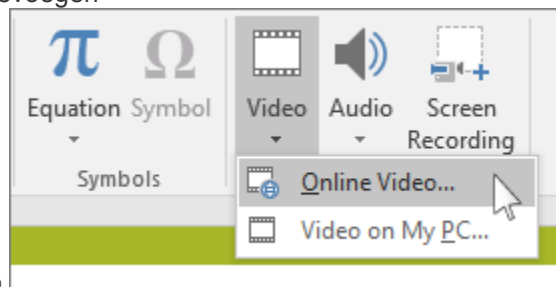 Equation Symbol Video Audio Screen
Recording
Symbols
Online Video...
Video on My PC...